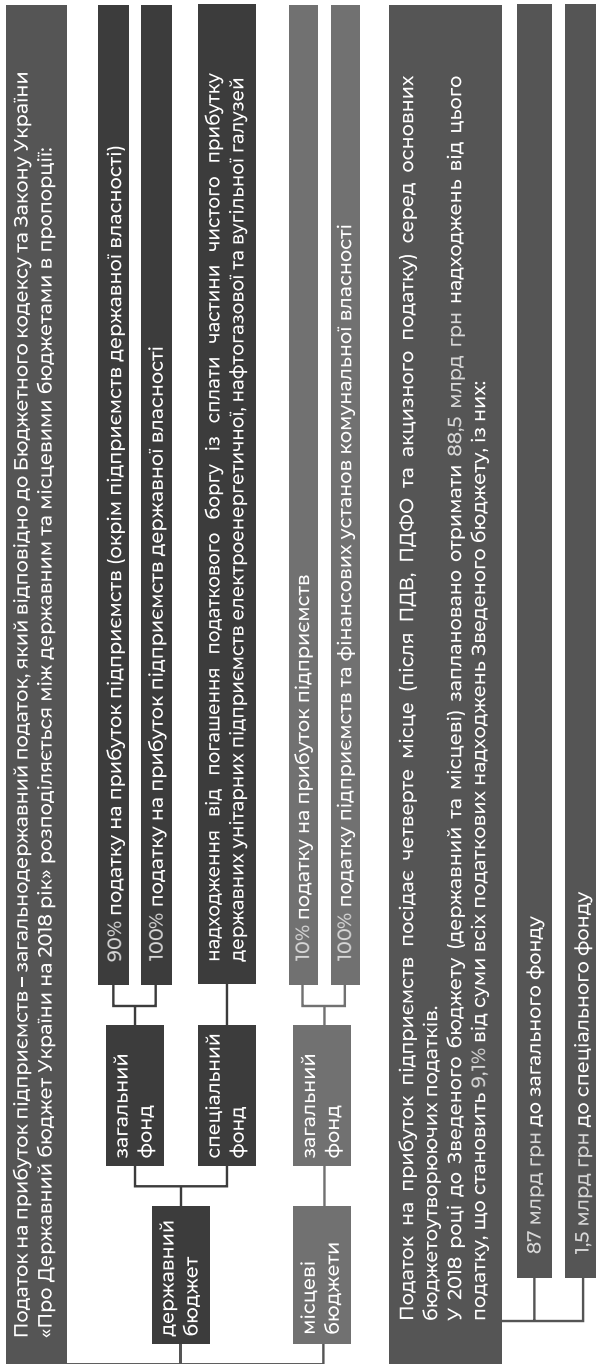 Податок на прибуток підприємств – загальнодержавний податок, який відповідно до Бюджетного кодексу та Закону України
«Про Державний бюджет України на 2018 рік» розподіляється між державним та місцевими бюджетами в пропорції:
державний
бюджет
загальний
фонд
90% податку на прибуток підприємств (окрім підприємств державної власності)
100% податку на прибуток підприємств державної власності
спеціальний
фонд
надходження від погашення податкового боргу із сплати частини чистого прибутку
державних унітарних підприємств електроенергетичної, нафтогазової та вугільної галузей
місцеві
бюджети
загальний
фонд
10% податку на прибуток підприємств
100% податку підприємств та фінансових установ комунальної власності
Податок на прибуток підприємств посідає четверте місце (після ПДВ, ПДФО та акцизного податку) серед основних
бюджетоутворюючих податків.
У 2018 році до Зведеного бюджету (державний та місцеві) заплановано отримати 88,5 млрд грн надходжень від цього
податку, що становить 9,1% від суми всіх податкових надходжень Зведеного бюджету, із них:
87 млрд грн до загального фонду
1,5 млрд грн до спеціального фонду